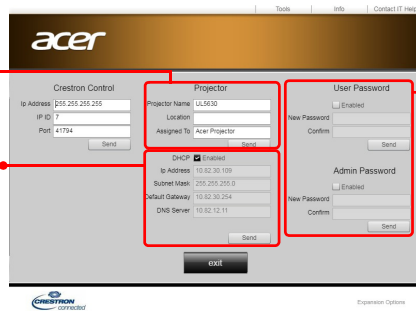 Tools Info Contact IT Help
acer
Crestron Control
Ip Address 255.255.255.255
IP ID 7
Port 41794
Send
Projector
Projector Name UL5630
Location
Assigned To Acer Projector
Send
DHCP Enabled
Ip Address 10.82.30.109
Subnet Mask 255.255.255.0
Default Gateway 10.82.30.254
DNS Server 10.82.12.11
Send
User Password
Enabled
New Password
Confirm
Send
Admin Password
Enabled
New Password
Confirm
Send
exit
CRESTRON
connected
Expansion Options